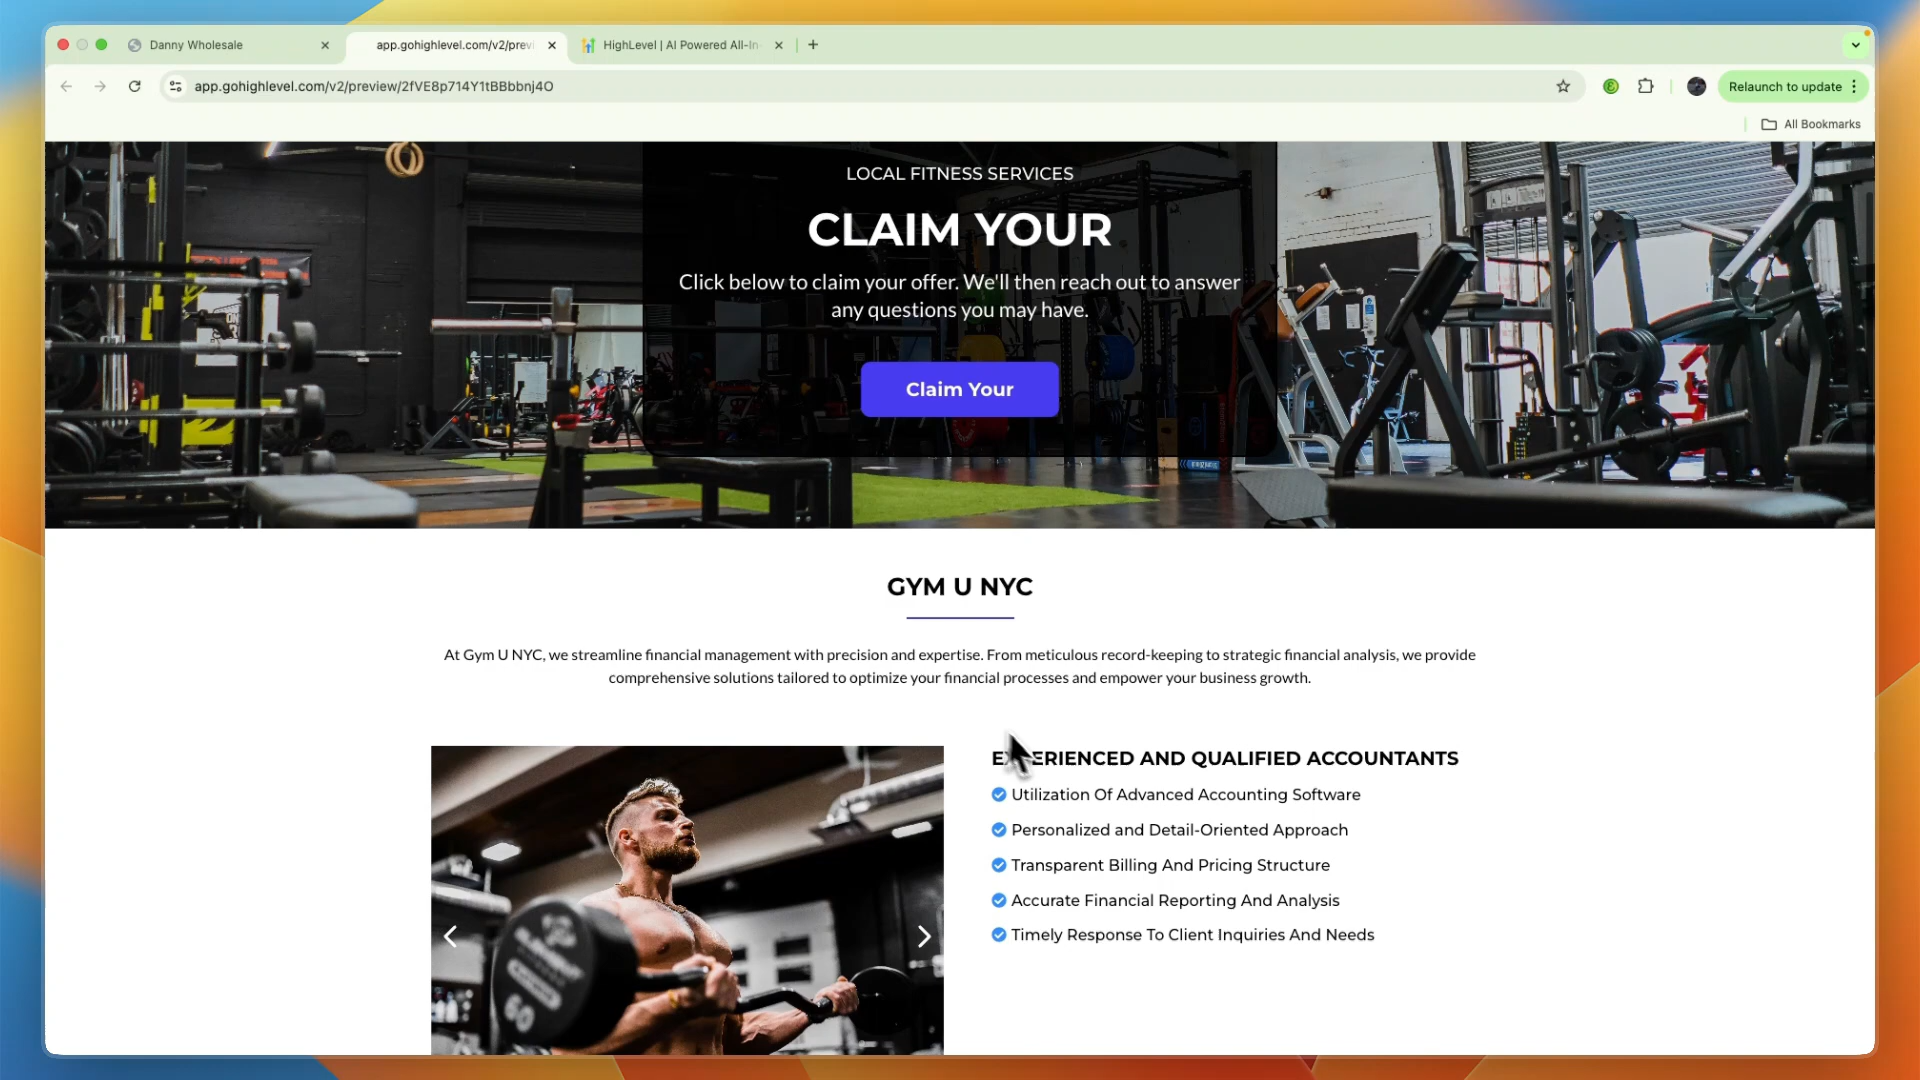 Danny Wholesale
app.gohighlevel.com/v2/previ
HighLevel | AI Powered All-In-
app.gohighlevel.com/v2/preview/2fVE8p714Y1tBBbbnj4O
Relaunch to update
All Bookmarks
LOCAL FITNESS SERVICES
CLAIM YOUR
Click below to claim your offer. We'll then reach out to answer
any questions you may have.
Claim Your
GYM U NYC
At Gym U NYC, we streamline financial management with precision and expertise. From meticulous record-keeping to strategic financial analysis, we provide
comprehensive solutions tailored to optimize your financial processes and empower your business growth.
EXPERIENCED AND QUALIFIED ACCOUNTANTS
Utilization Of Advanced Accounting Software
Personalized and Detail-Oriented Approach
Transparent Billing And Pricing Structure
Accurate Financial Reporting And Analysis
Timely Response To Client Inquiries And Needs
60